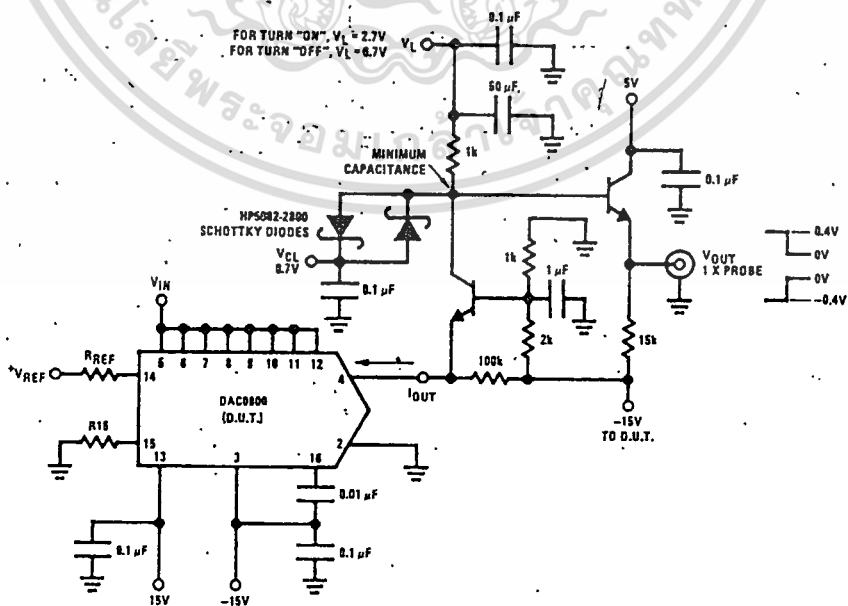 FOR TURN "ON", VL = 2.7V
FOR TURN "OFF", VL = 6.7V
VL
0.1 µF
50 µF
1k
5V
MINIMUM
CAPACITANCE
0.1 µF
HP5082-2800
SCHOTTKY DIODES
VCL
0.7V
0.1 µF
1k
1 µF
2k
VOUT
1 X PROBE
0.4V
0V
0V
-0.4V
15k
VIN
5 6 7 8 9 10 11 12
+VREF
RREF
14
DAC0800
(D.U.T.)
4
IOUT
100k
-15V
TO D.U.T.
R15
15
13
3
16
2
0.01 µF
0.1 µF
0.1 µF
15V
-15V